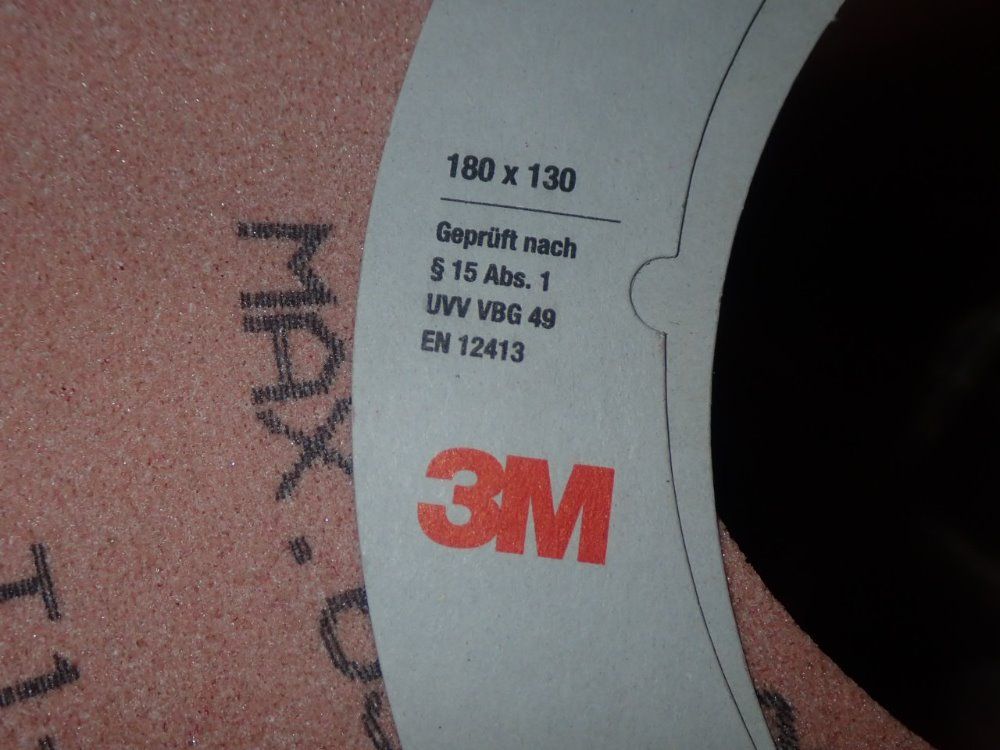 180 x 130
Geprüft nach
§ 15 Abs. 1
UVV VBG 49
EN 12413
3M
MAX.